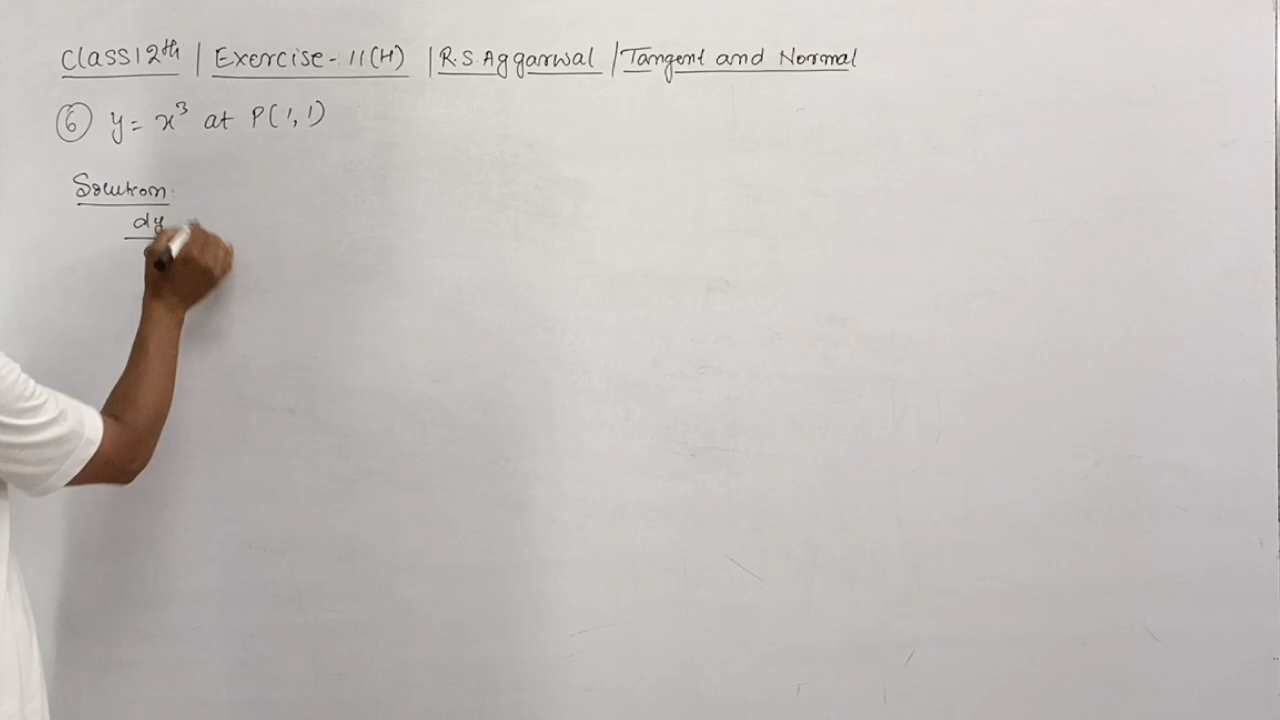 Class 12th | Exercise - 11(H) | R.S. Aggarwal | Tangent and Normal
⑥ y = x³ at P(1, 1)
Solution:
dy